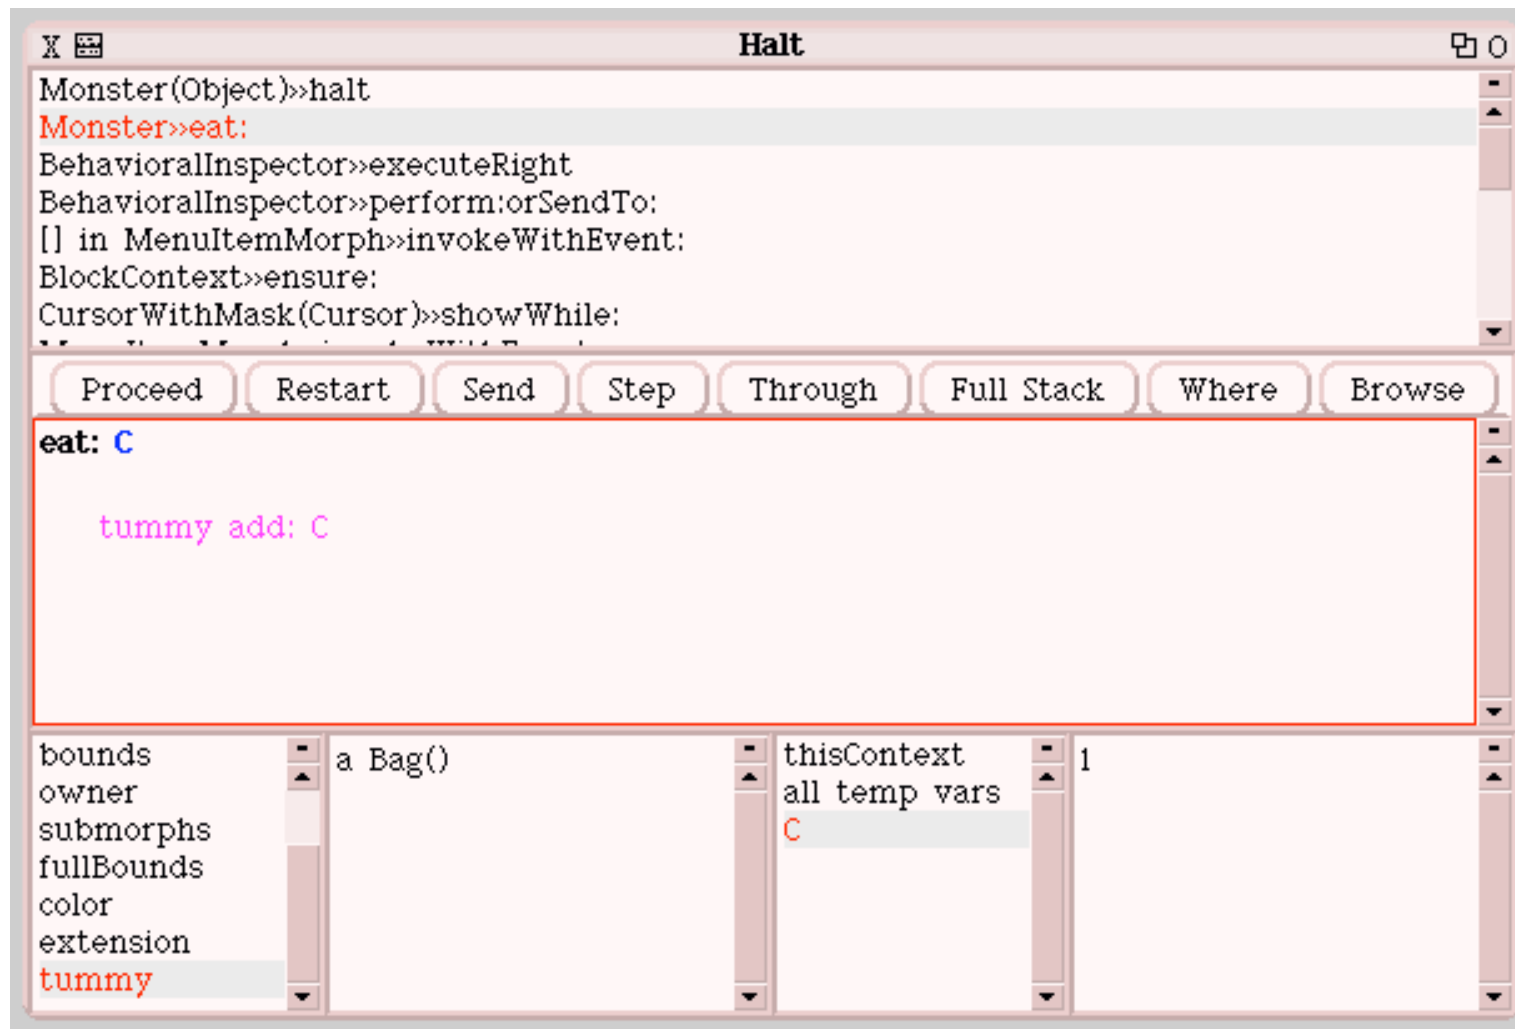 X Halt O
Monster(Object)»halt
Monster»eat:
BehavioralInspector»executeRight
BehavioralInspector»perform:orSendTo:
[] in MenuItemMorph»invokeWithEvent:
BlockContext»ensure:
CursorWithMask(Cursor)»showWhile:
Proceed Restart Send Step Through Full Stack Where Browse
eat: C
tummy add: C
bounds
owner
submorphs
fullBounds
color
extension
tummy
a Bag()
thisContext
all temp vars
C
1